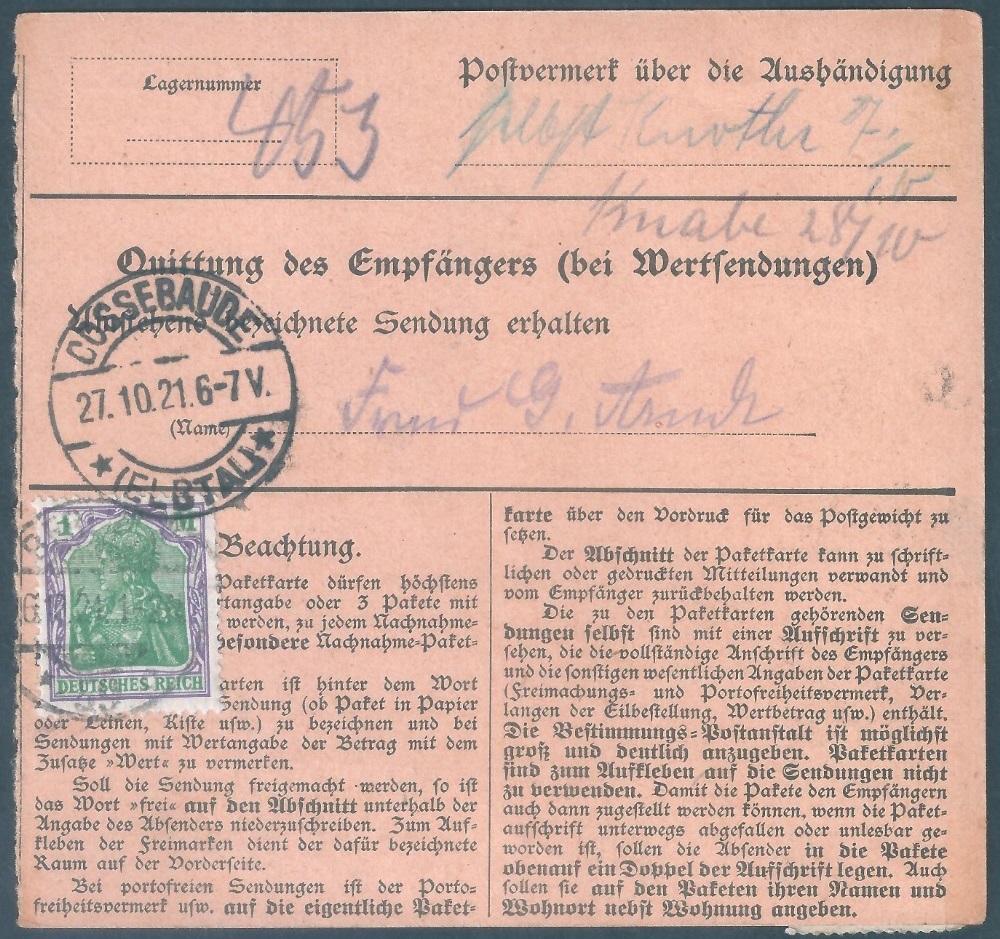 Lagernummer
453
Postvermerk über die Aushändigung
selbst
Knabe 28/10
Quittung des Empfängers (bei Wertsendungen)
bezeichnete Sendung erhalten
COSSEBAUDE
27.10.21.6-7 V.
(ELBTAL)
(Name)
Frau G. Arndt
1 M
DEUTSCHES REICH
Beachtung.
Paketkarte dürfen höchstens
rtangabe oder 3 Pakete mit
werden, zu jedem Nachnahme-
besondere Nachnahme-Paket-
arten ist hinter dem Wort
Sendung (ob Paket in Papier
oder Leinen, Kiste usw.) zu bezeichnen und bei
Sendungen mit Wertangabe der Betrag mit dem
Zusatze »Wert« zu vermerken.
Soll die Sendung freigemacht werden, so ist
das Wort »frei« auf den Abschnitt unterhalb der
Angabe des Absenders niederzuschreiben. Zum Auf-
kleben der Freimarken dient der dafür bezeichnete
Raum auf der Vorderseite.
Bei portofreien Sendungen ist der Porto-
freiheitsvermerk usw. auf die eigentliche Paket-
karte über den Vordruck für das Postgewicht zu
setzen.
Der Abschnitt der Paketkarte kann zu schrift-
lichen oder gedruckten Mitteilungen verwandt und
vom Empfänger zurückbehalten werden.
Die zu den Paketkarten gehörenden Sen-
dungen selbst sind mit einer Aufschrift zu ver-
sehen, die die vollständige Anschrift des Empfängers
und die sonstigen wesentlichen Angaben der Paketkarte
(Freimachungs- und Portofreiheitsvermerk, Ver-
langen der Eilbestellung, Wertbetrag usw.) enthält.
Die Bestimmungs-Postanstalt ist möglichst
groß und deutlich anzugeben. Paketkarten
sind zum Aufkleben auf die Sendungen nicht
zu verwenden. Damit die Pakete den Empfängern
auch dann zugestellt werden können, wenn die Paket-
aufschrift unterwegs abgefallen oder unlesbar ge-
worden ist, sollen die Absender in die Pakete
obenauf ein Doppel der Aufschrift legen. Auch
sollen sie auf den Paketen ihren Namen und
Wohnort nebst Wohnung angeben.